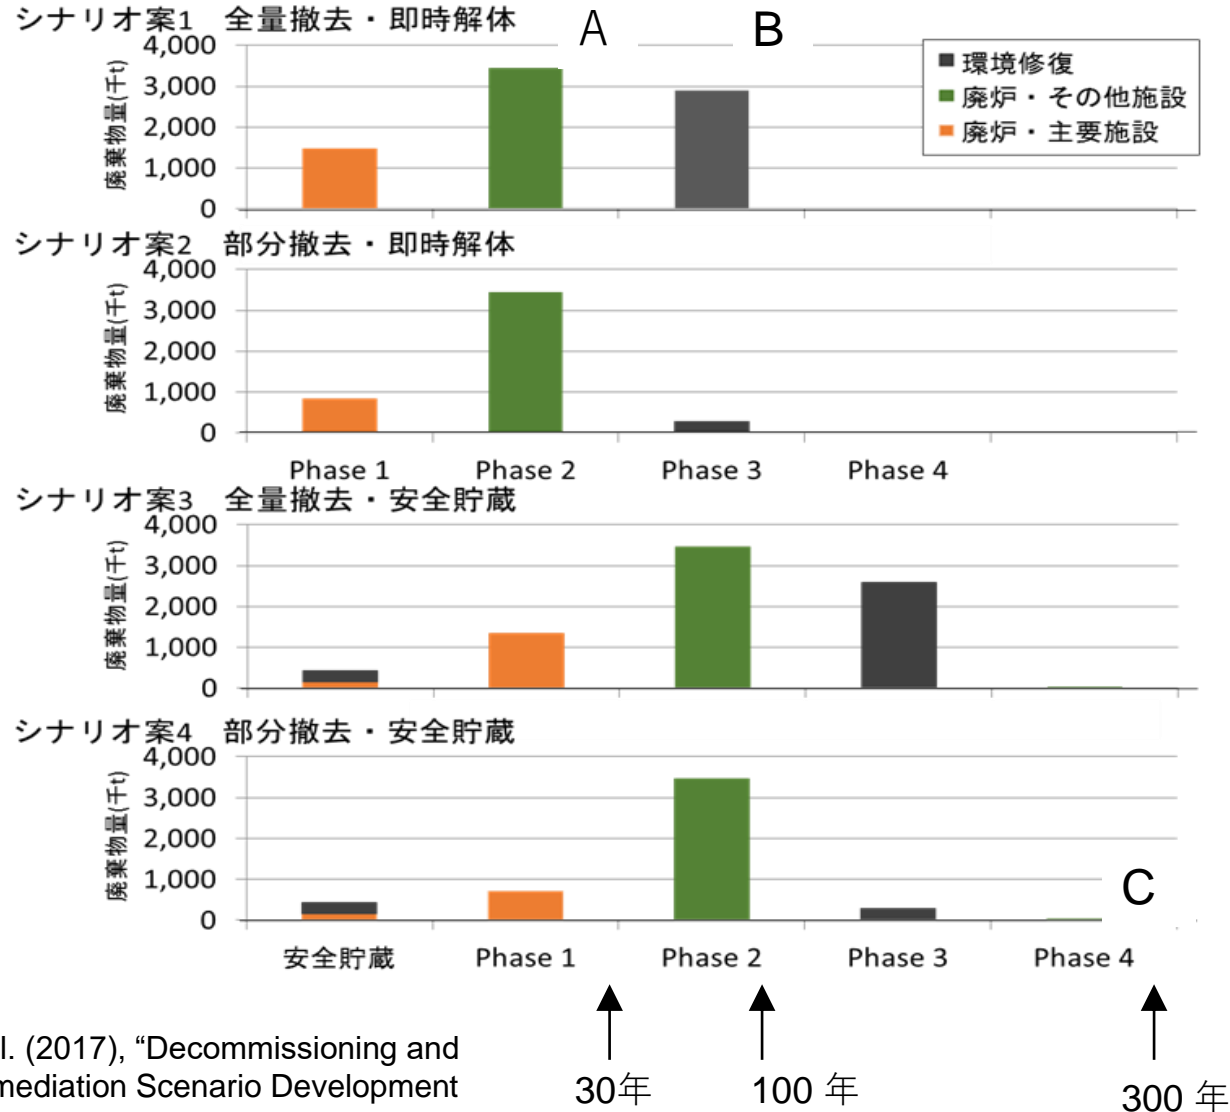 シナリオ案1 全量撤去・即時解体
A
B
4,000
3,000
2,000
1,000
0
廃棄物量(千t)
環境修復
廃炉・その他施設
廃炉・主要施設
シナリオ案2 部分撤去・即時解体
4,000
3,000
2,000
1,000
0
廃棄物量(千t)
Phase 1 Phase 2 Phase 3 Phase 4
シナリオ案3 全量撤去・安全貯蔵
4,000
3,000
2,000
1,000
0
廃棄物量(千t)
シナリオ案4 部分撤去・安全貯蔵
4,000
3,000
2,000
1,000
0
廃棄物量(千t)
C
安全貯蔵 Phase 1 Phase 2 Phase 3 Phase 4
l. (2017), “Decommissioning and
mediation Scenario Development
30年 100 年 300 年